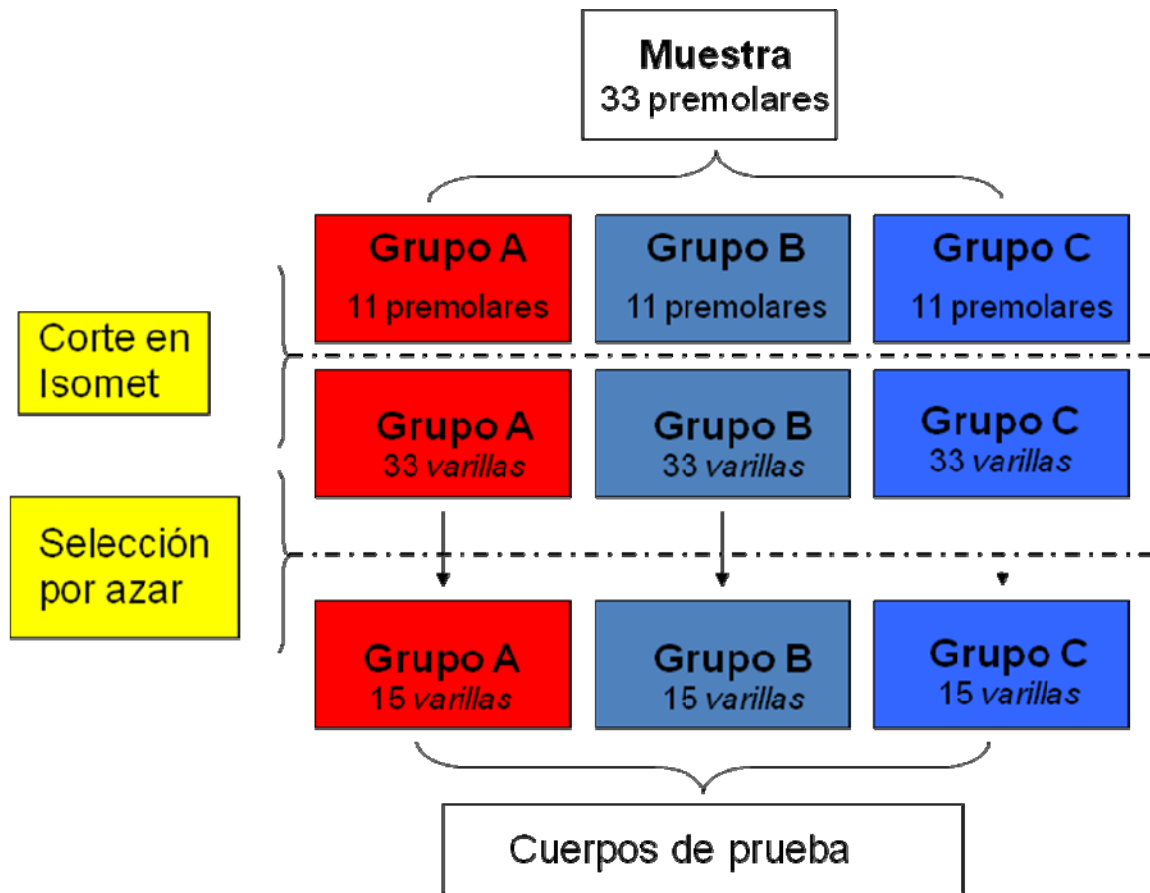 Muestra
33 premolares
Grupo A
11 premolares
Grupo B
11 premolares
Grupo C
11 premolares
Corte en
Isomet
Grupo A
33 varillas
Grupo B
33 varillas
Grupo C
33 varillas
Selección
por azar
Grupo A
15 varillas
Grupo B
15 varillas
Grupo C
15 varillas
Cuerpos de prueba